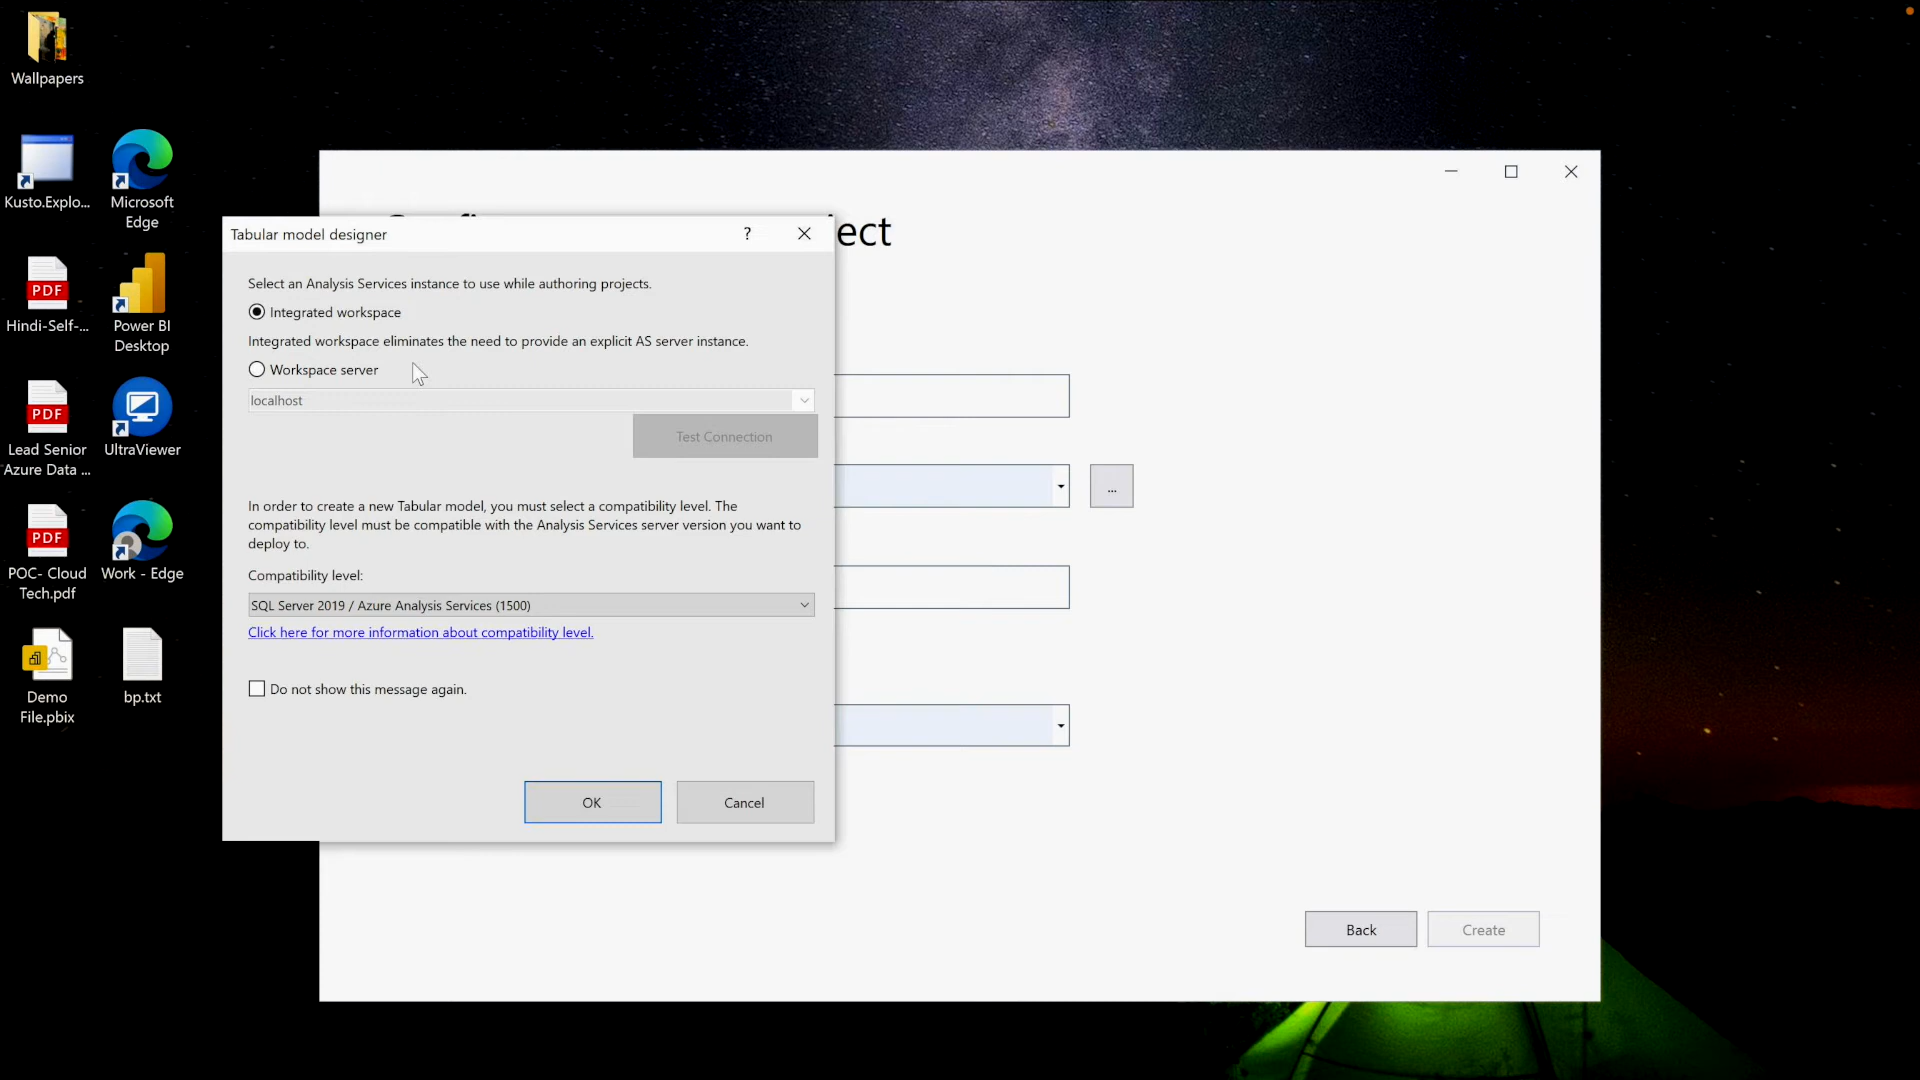 Wallpapers
Kusto.Explo...
Microsoft
Edge
PDF
Hindi-Self-...
Power BI
Desktop
PDF
Lead Senior
Azure Data ...
UltraViewer
PDF
POC- Cloud
Tech.pdf
Work - Edge
Demo
File.pbix
bp.txt
ect
Tabular model designer
?
Select an Analysis Services instance to use while authoring projects.
Integrated workspace
Integrated workspace eliminates the need to provide an explicit AS server instance.
Workspace server
localhost
Test Connection
In order to create a new Tabular model, you must select a compatibility level. The
compatibility level must be compatible with the Analysis Services server version you want to
deploy to.
Compatibility level:
SQL Server 2019 / Azure Analysis Services (1500)
Click here for more information about compatibility level.
Do not show this message again.
OK
Cancel
...
Back
Create